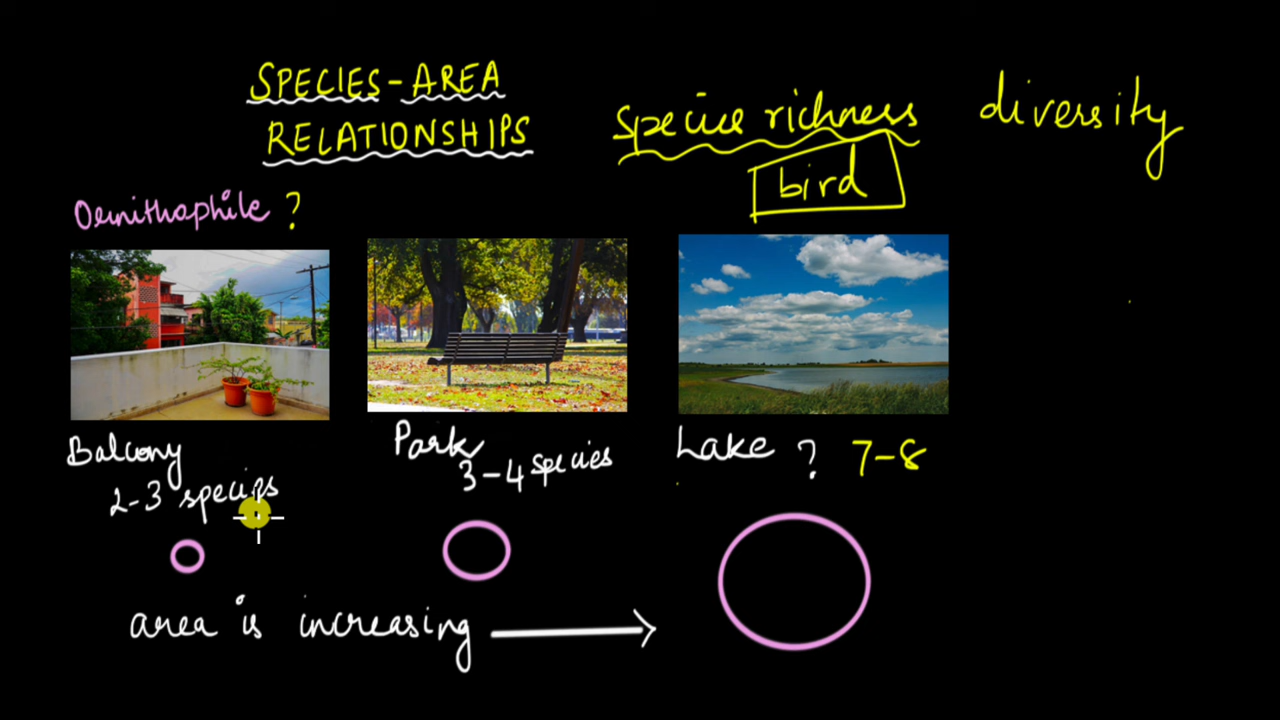 SPECIES-AREA
RELATIONSHIPS
species richness
diversity
bird
Ornithophile ?
Balcony
2-3 species
Park
3-4 species
Lake ? 7-8
area is increasing